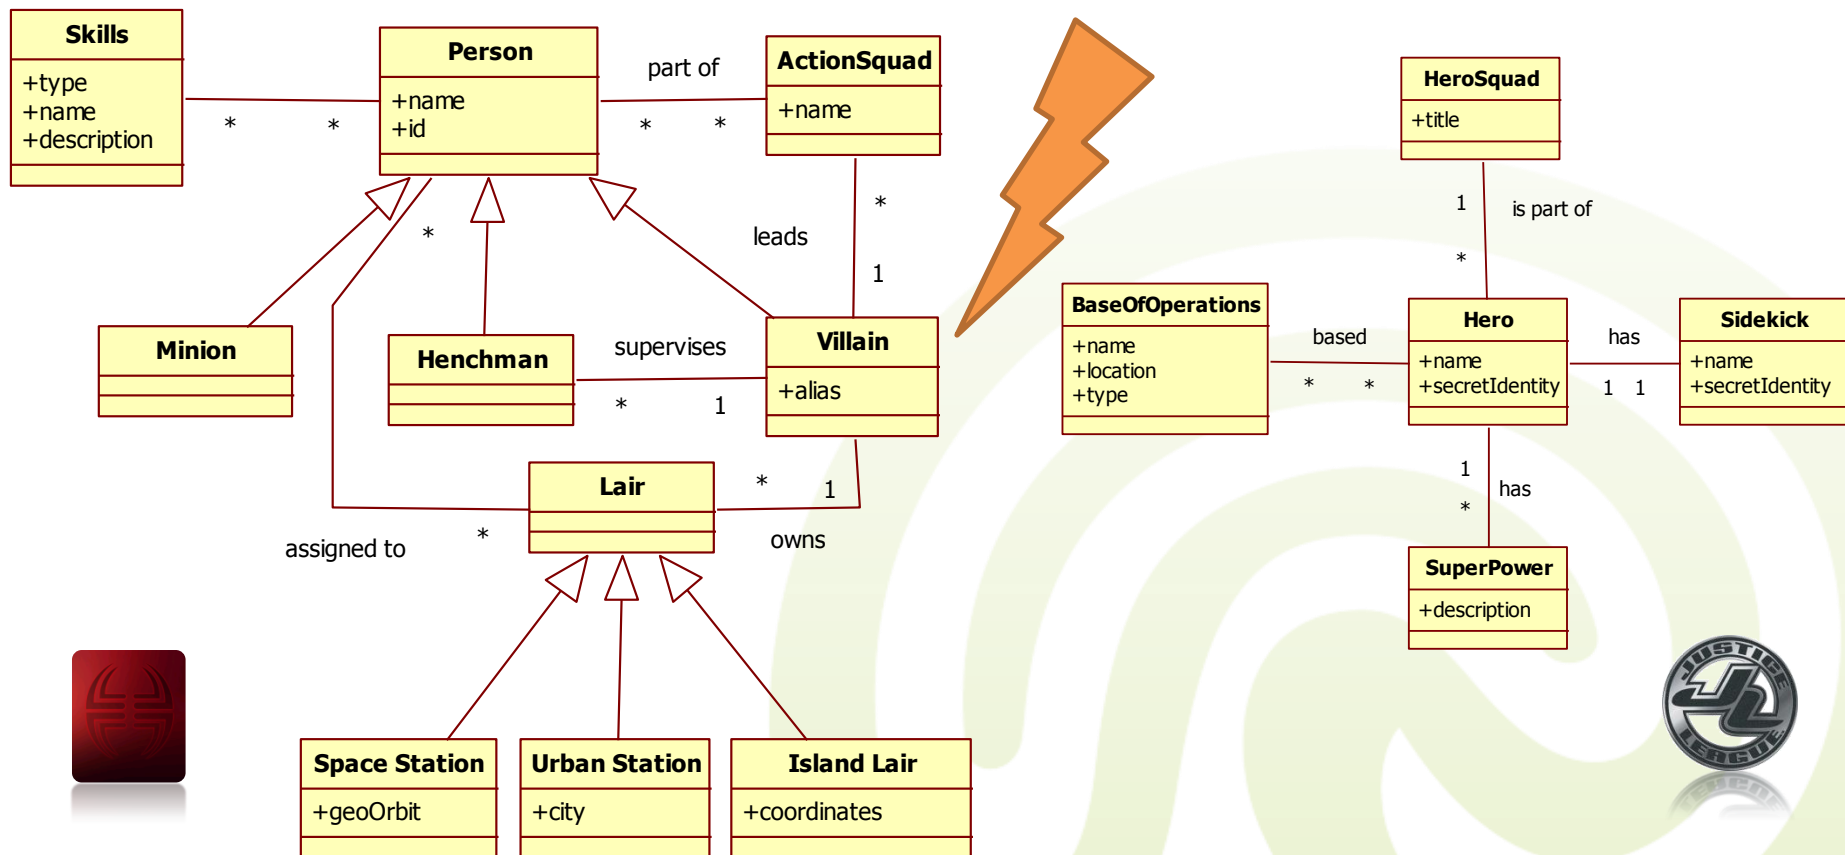 Skills
+type
+name
+description
*
*
Person
+name
+id
part of
*
*
ActionSquad
+name
*
leads
1
*
Minion
Henchman
supervises
*
1
Villain
+alias
Lair
*
1
owns
assigned to
*
Space Station
+geoOrbit
Urban Station
+city
Island Lair
+coordinates
HeroSquad
+title
1
is part of
*
BaseOfOperations
+name
+location
+type
based
*
*
Hero
+name
+secretIdentity
has
1
1
Sidekick
+name
+secretIdentity
1
has
*
SuperPower
+description
JUSTICE
JL
LEAGUE